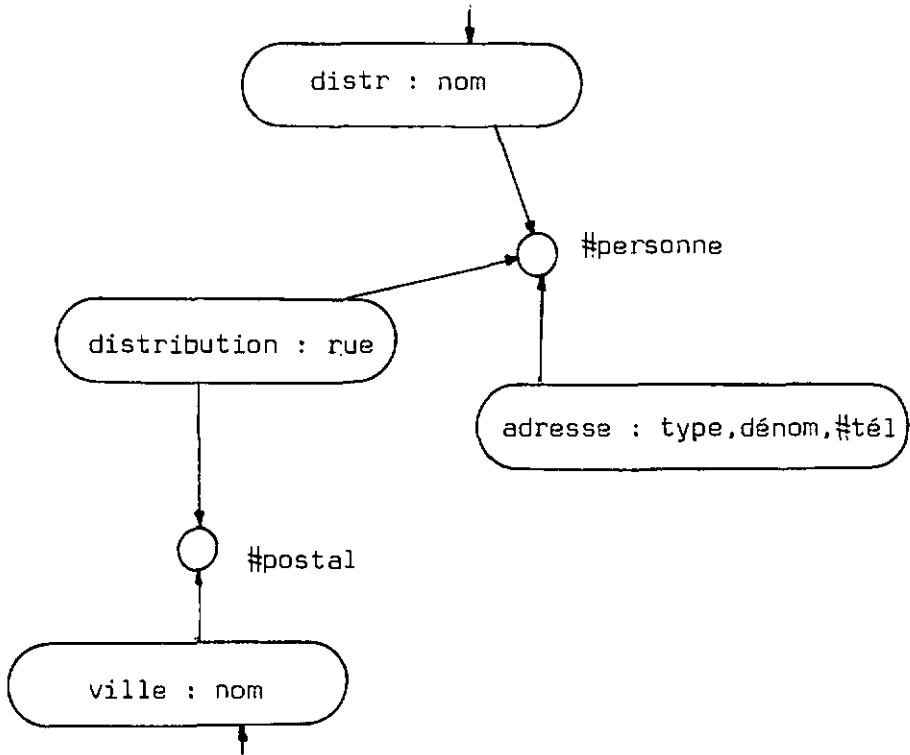 distr : nom
#personne
distribution : rue
adresse : type,dénom,#tél
#postal
ville : nom